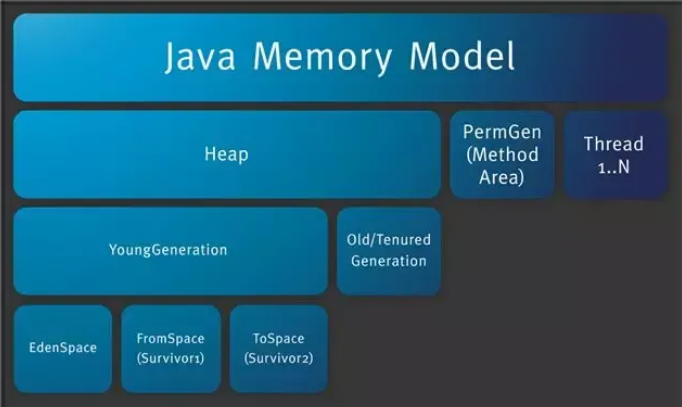 Java Memory Model
Heap
PermGen
(Method
Area)
Thread
1..N
YoungGeneration
Old/Tenured
Generation
EdenSpace
FromSpace
(Survivor1)
ToSpace
(Survivor2)